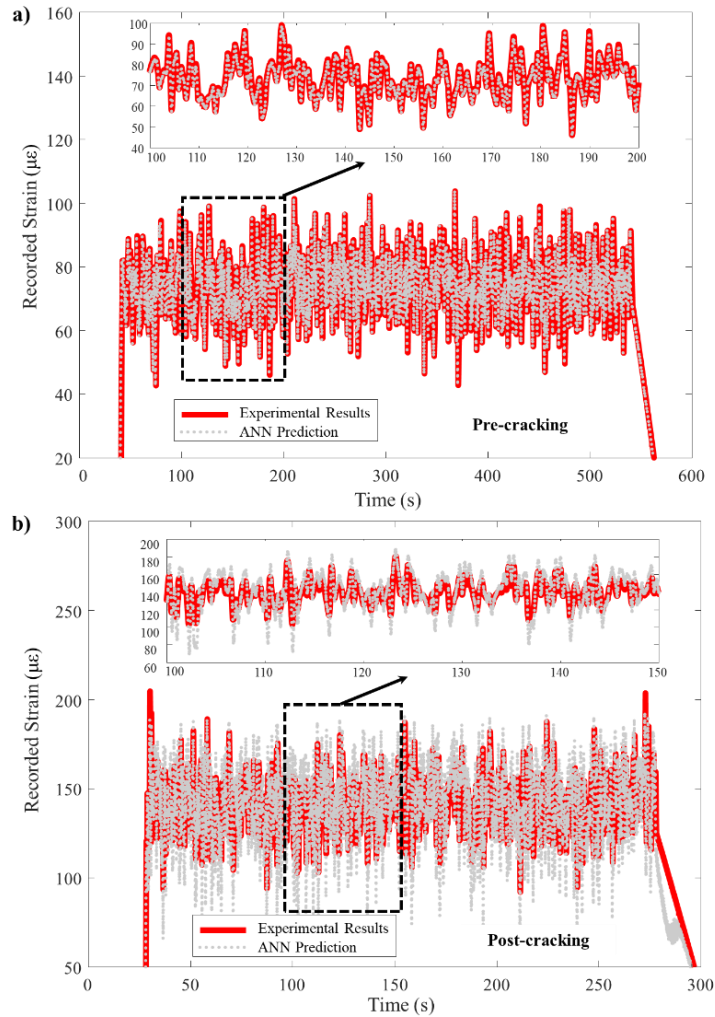 a)
160
140
120
100
80
60
40
20
Recorded Strain (με)
100
90
80
70
60
50
40
100 110 120 130 140 150 160 170 180 190 200
Experimental Results
ANN Prediction
Pre-cracking
0 100 200 300 400 500 600
Time (s)
b)
300
250
200
150
100
50
Recorded Strain (με)
200
180
160
140
120
100
80
60
100 110 120 130 140 150
Experimental Results
ANN Prediction
Post-cracking
0 50 100 150 200 250 300
Time (s)